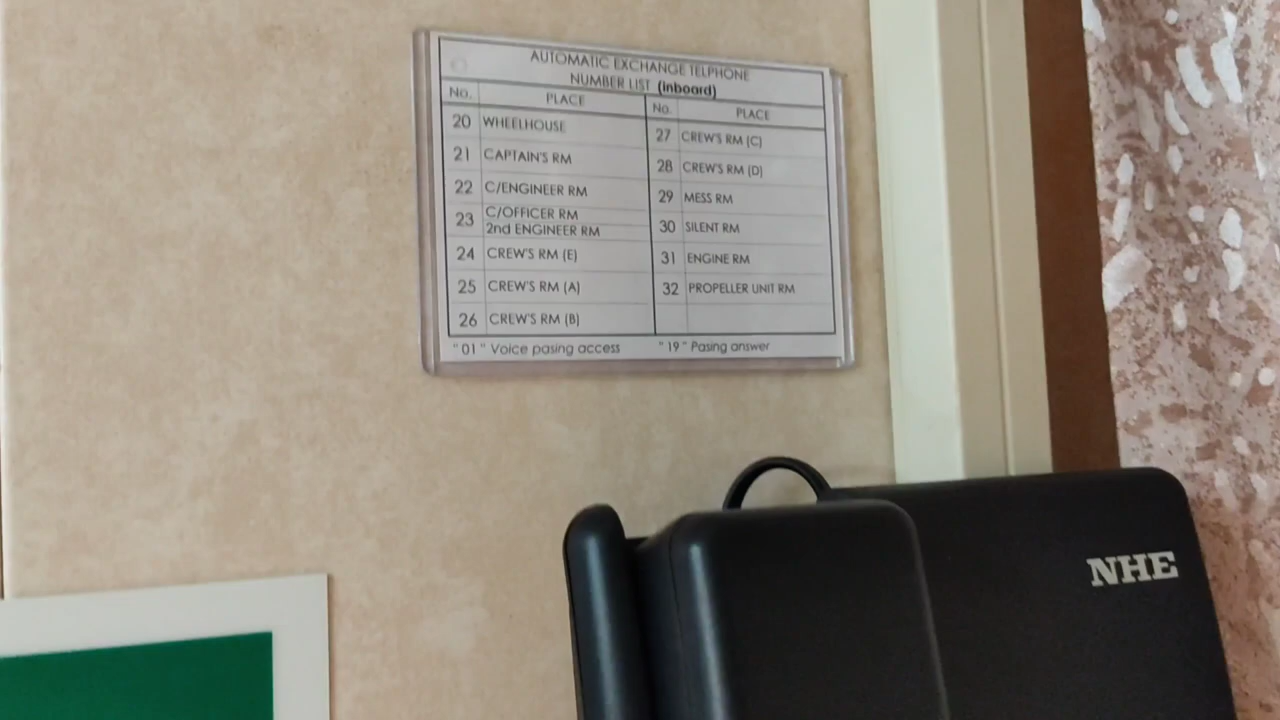 AUTOMATIC EXCHANGE TELPHONE
NUMBER LIST (inboard)
No. PLACE
20 WHEELHOUSE
21 CAPTAIN'S RM
22 C/ENGINEER RM
23 C/OFFICER RM
2nd ENGINEER RM
24 CREW'S RM (E)
25 CREW'S RM (A)
26 CREW'S RM (B)
No. PLACE
27 CREW'S RM (C)
28 CREW'S RM (D)
29 MESS RM
30 SILENT RM
31 ENGINE RM
32 PROPELLER UNIT RM
"01" Voice pasing access "19" Pasing answer
NHE